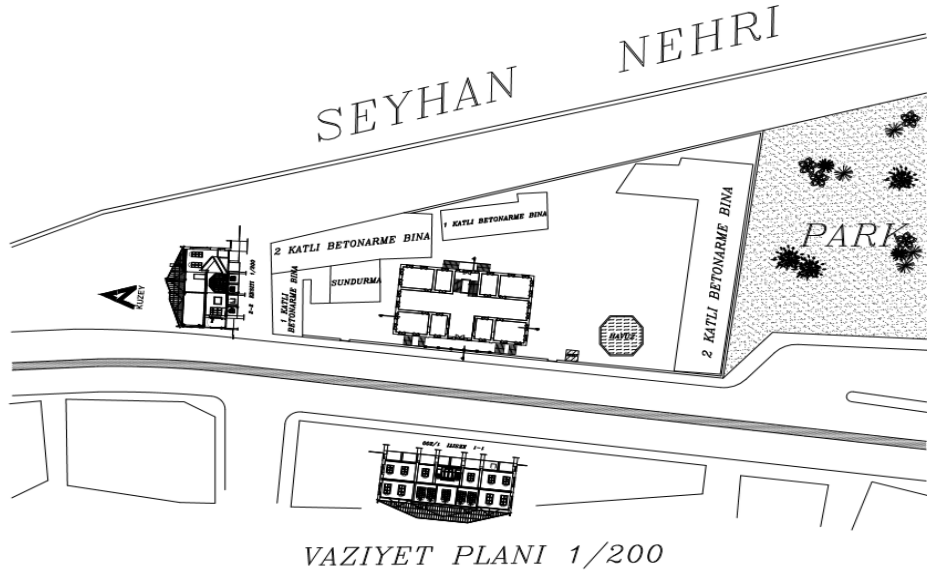 SEYHAN NEHRI
2 KATLI BETONARME BINA
1 KATLI BETONARME BINA
SUNDURMA
1 KATLI
BETONARME BINA
2 KATLI BETONARME BINA
PARK
KUZEY
HAVUZ
VAZIYET PLANI 1/200